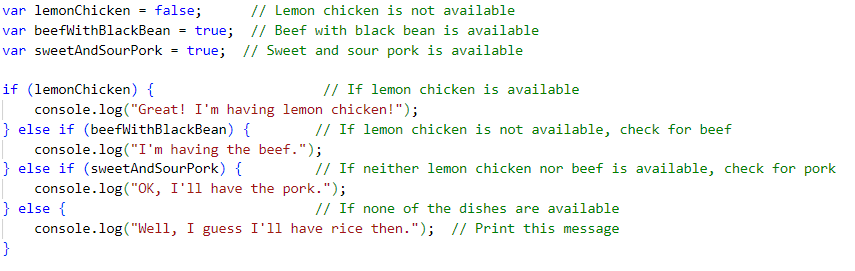 var lemonChicken = false;      // Lemon chicken is not available
var beefWithBlackBean = true;  // Beef with black bean is available
var sweetAndSourPork = true;  // Sweet and sour pork is available

if (lemonChicken) {                     // If lemon chicken is available
    console.log("Great! I'm having lemon chicken!");
} else if (beefWithBlackBean) {        // If lemon chicken is not available, check for beef
    console.log("I'm having the beef.");
} else if (sweetAndSourPork) {         // If neither lemon chicken nor beef is available, check for pork
    console.log("OK, I'll have the pork.");
} else {                               // If none of the dishes are available
    console.log("Well, I guess I'll have rice then.");  // Print this message
}